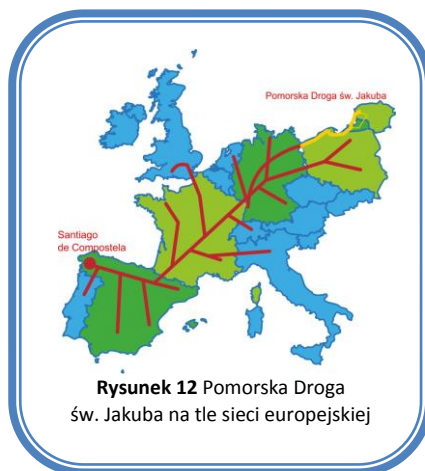 Pomorska Droga św. Jakuba
Santiago
de Compostela
Rysunek 12 Pomorska Droga
św. Jakuba na tle sieci europejskiej